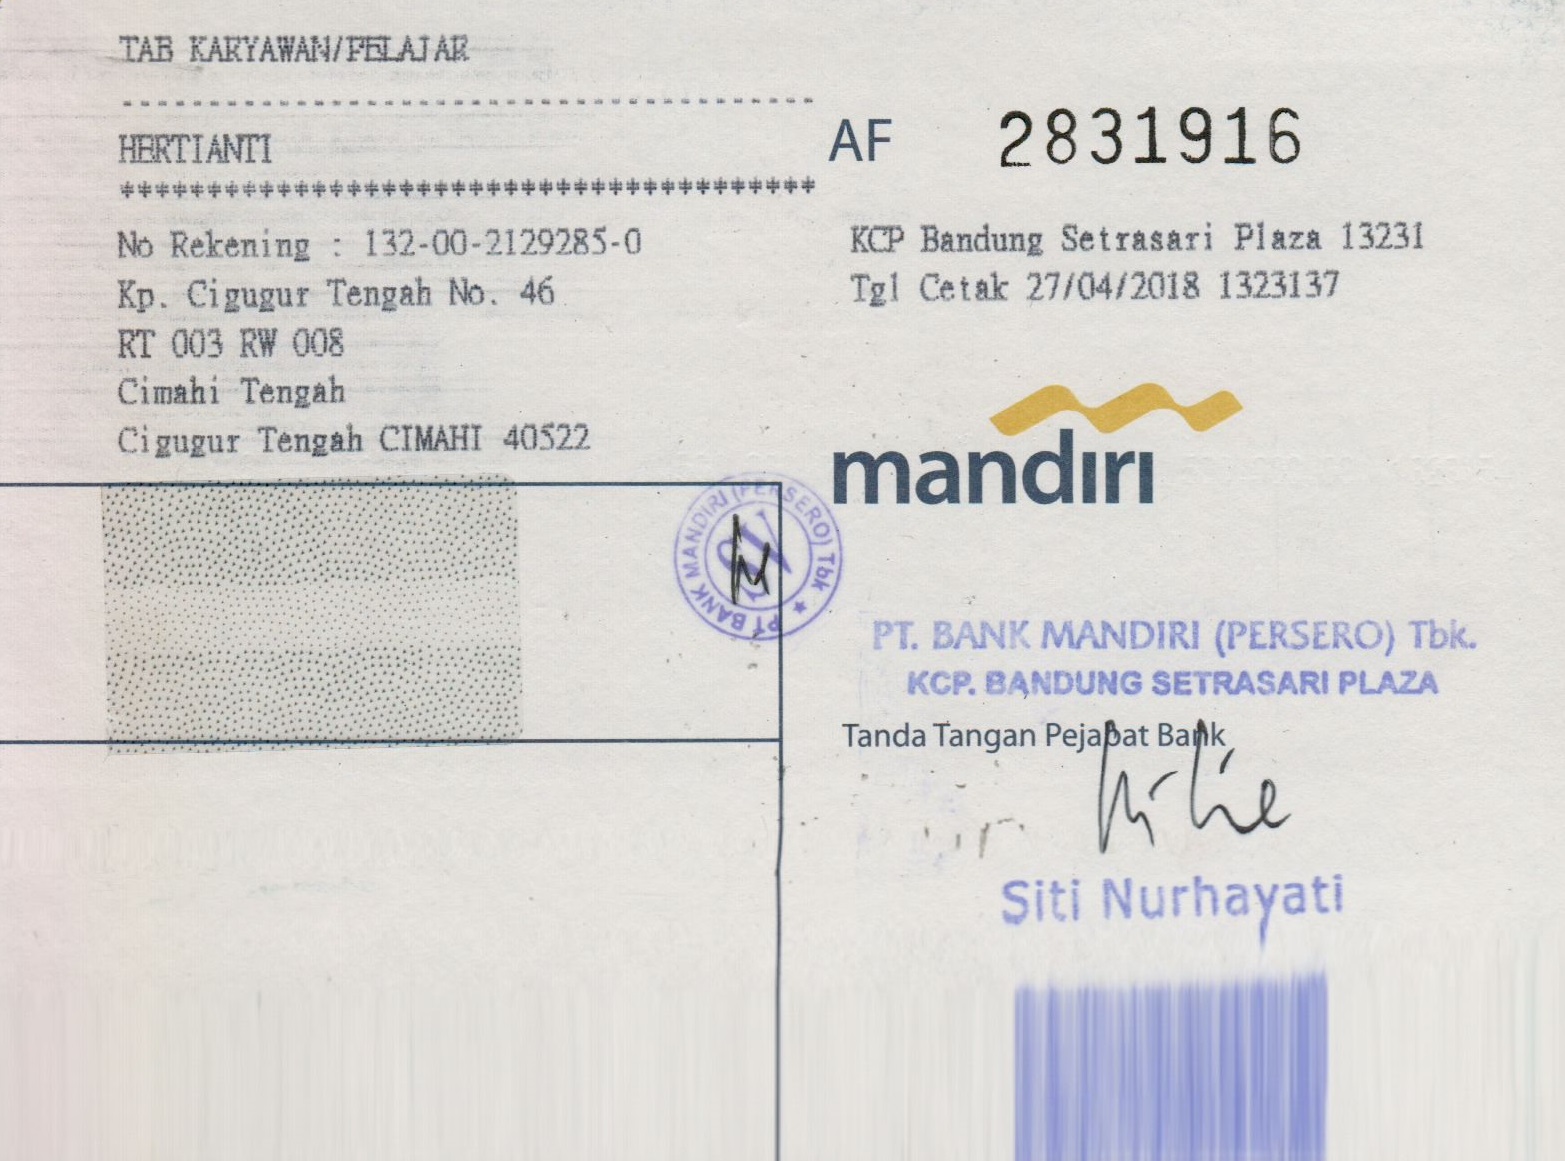 TAB KARYAWAN/PELAJAR
---------------------------------------
HERTIANTI
****************************************
No Rekening : 132-00-2129285-0
Kp. Cigugur Tengah No. 46
RT 003 RW 008
Cimahi Tengah
Cigugur Tengah CIMAHI 40522
AF 2831916
KCP Bandung Setrasari Plaza 13231
Tgl Cetak 27/04/2018 1323137
mandiri
PT BANK MANDIRI (PERSERO) Tbk
PT. BANK MANDIRI (PERSERO) Tbk.
KCP. BANDUNG SETRASARI PLAZA
Tanda Tangan Pejabat Bank
Siti Nurhayati